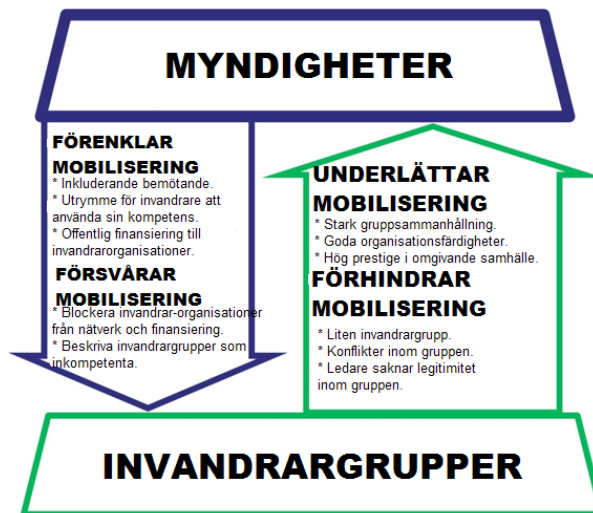 MYNDIGHETER
FÖRENKLAR
MOBILISERING
* Inkluderande bemötande.
* Utrymme för invandrare att
använda sin kompetens.
* Offentlig finansiering till
invandrarorganisationer.
FÖRSVÅRAR
MOBILISERING
* Blockera invandrar-organisationer
från nätverk och finansiering.
* Beskriva invandrargrupper som
inkompetenta.
UNDERLÄTTAR
MOBILISERING
* Stark gruppsammanhållning.
* Goda organisationsfärdigheter.
* Hög prestige i omgivande samhälle.
FÖRHINDRAR
MOBILISERING
* Liten invandrargrupp.
* Konflikter inom gruppen.
* Ledare saknar legitimitet
inom gruppen.
INVANDRARGRUPPER